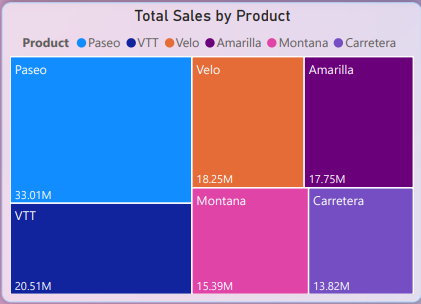 Total Sales by Product
Product Paseo VTT Velo Amarilla Montana Carretera
Paseo
33.01M
VTT
20.51M
Velo
18.25M
Amarilla
17.75M
Montana
15.39M
Carretera
13.82M